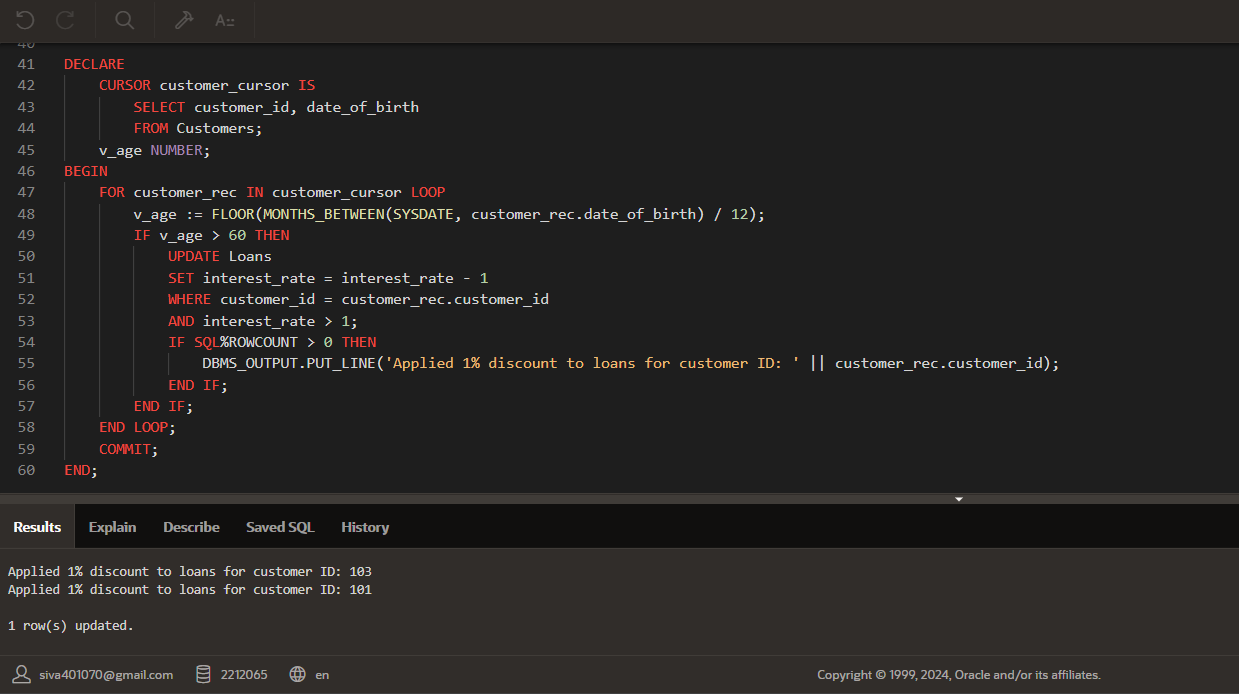 A::
40
41 DECLARE
42 CURSOR customer_cursor IS
43 SELECT customer_id, date_of_birth
44 FROM Customers;
45 v_age NUMBER;
46 BEGIN
47 FOR customer_rec IN customer_cursor LOOP
48 v_age := FLOOR(MONTHS_BETWEEN(SYSDATE, customer_rec.date_of_birth) / 12);
49 IF v_age > 60 THEN
50 UPDATE Loans
51 SET interest_rate = interest_rate - 1
52 WHERE customer_id = customer_rec.customer_id
53 AND interest_rate > 1;
54 IF SQL%ROWCOUNT > 0 THEN
55 DBMS_OUTPUT.PUT_LINE('Applied 1% discount to loans for customer ID: ' || customer_rec.customer_id);
56 END IF;
57 END IF;
58 END LOOP;
59 COMMIT;
60 END;
Results Explain Describe Saved SQL History
Applied 1% discount to loans for customer ID: 103
Applied 1% discount to loans for customer ID: 101
1 row(s) updated.
siva401070@gmail.com 2212065 en Copyright © 1999, 2024, Oracle and/or its affiliates.